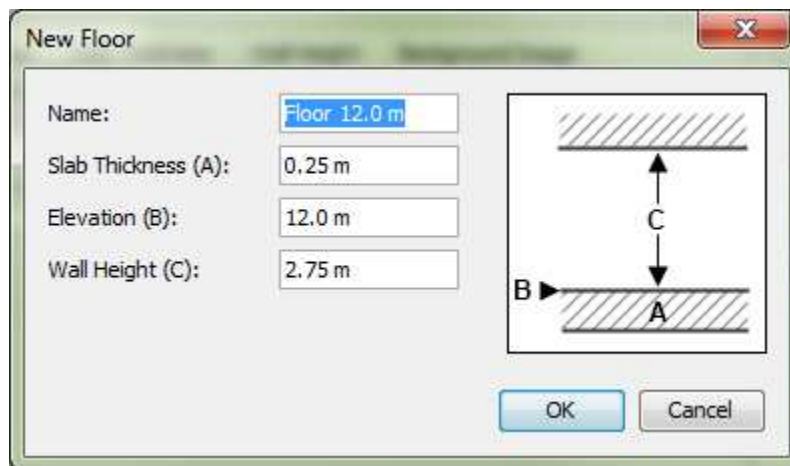 New Floor
Name: Floor 12.0 m
Slab Thickness (A): 0.25 m
Elevation (B): 12.0 m
Wall Height (C): 2.75 m
C
B
A
OK Cancel